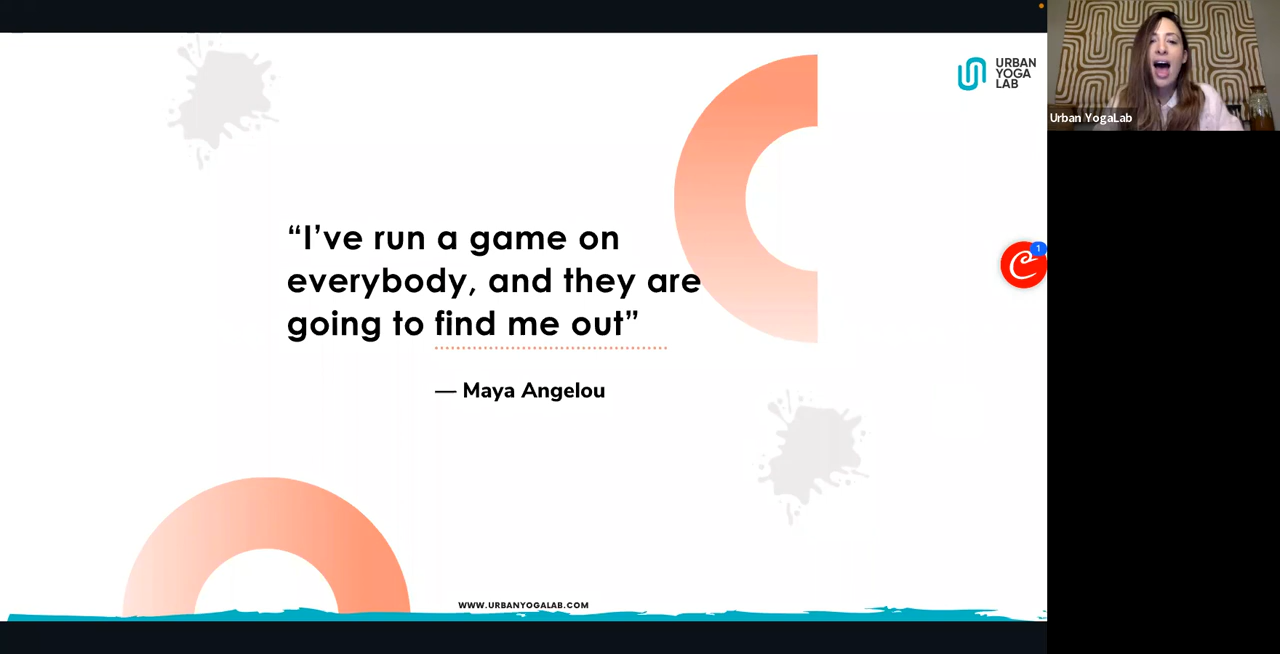 URBAN
YOGA
LAB
Urban YogaLab
“I’ve run a game on
everybody, and they are
going to find me out”
— Maya Angelou
1
WWW.URBANYOGALAB.COM